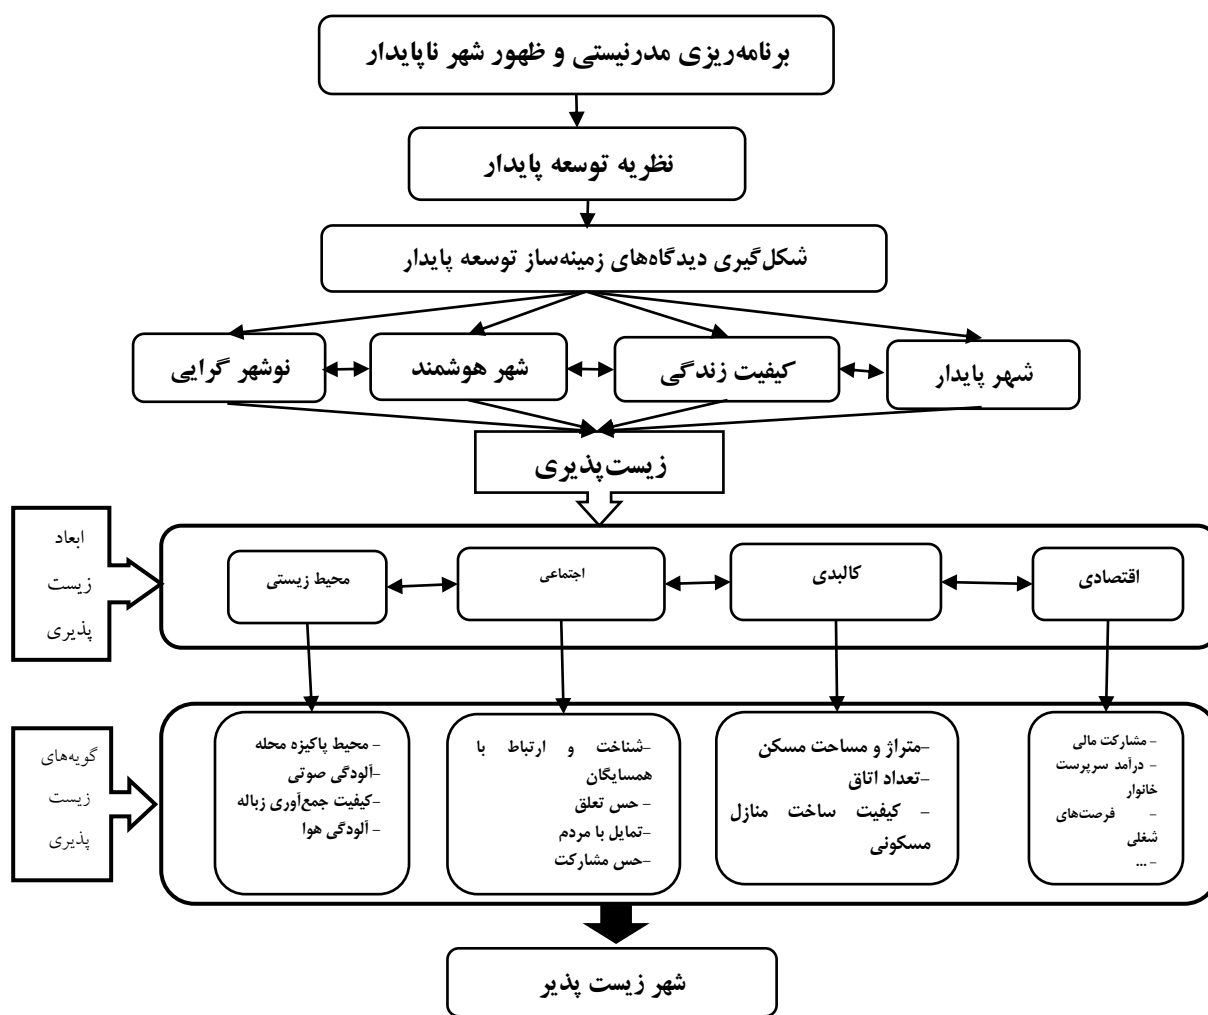 برنامه‌ریزی مدرنیستی و ظهور شهر ناپایدار
نظریه توسعه پایدار
شکل‌گیری دیدگاه‌های زمینه‌ساز توسعه پایدار
شهر پایدار
کیفیت زندگی
شهر هوشمند
نوشهر گرایی
زیست‌پذیری
ابعاد
زیست
پذیری
اقتصادی
کالبدی
اجتماعی
محیط زیستی
گویه‌های
زیست
پذیری
- مشارکت مالی
- درآمد سرپرست
خانوار
- فرصت‌های
شغلی
- ...
-متراژ و مساحت مسکن
-تعداد اتاق
- کیفیت ساخت منازل
مسکونی
-شناخت و ارتباط با
همسایگان
- حس تعلق
-تمایل با مردم
-حس مشارکت
- محیط پاکیزه محله
-آلودگی صوتی
-کیفیت جمع‌آوری زباله
- آلودگی هوا
شهر زیست پذیر